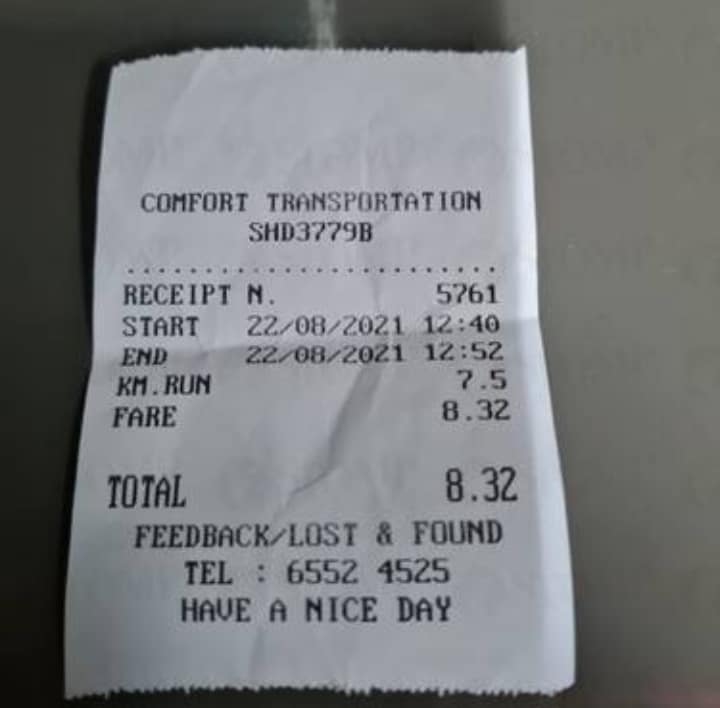 COMFORT TRANSPORTATION
SHD3779B
........................
RECEIPT N. 5761
START 22/08/2021 12:40
END 22/08/2021 12:52
KM.RUN 7.5
FARE 8.32
TOTAL 8.32
FEEDBACK/LOST & FOUND
TEL : 6552 4525
HAVE A NICE DAY